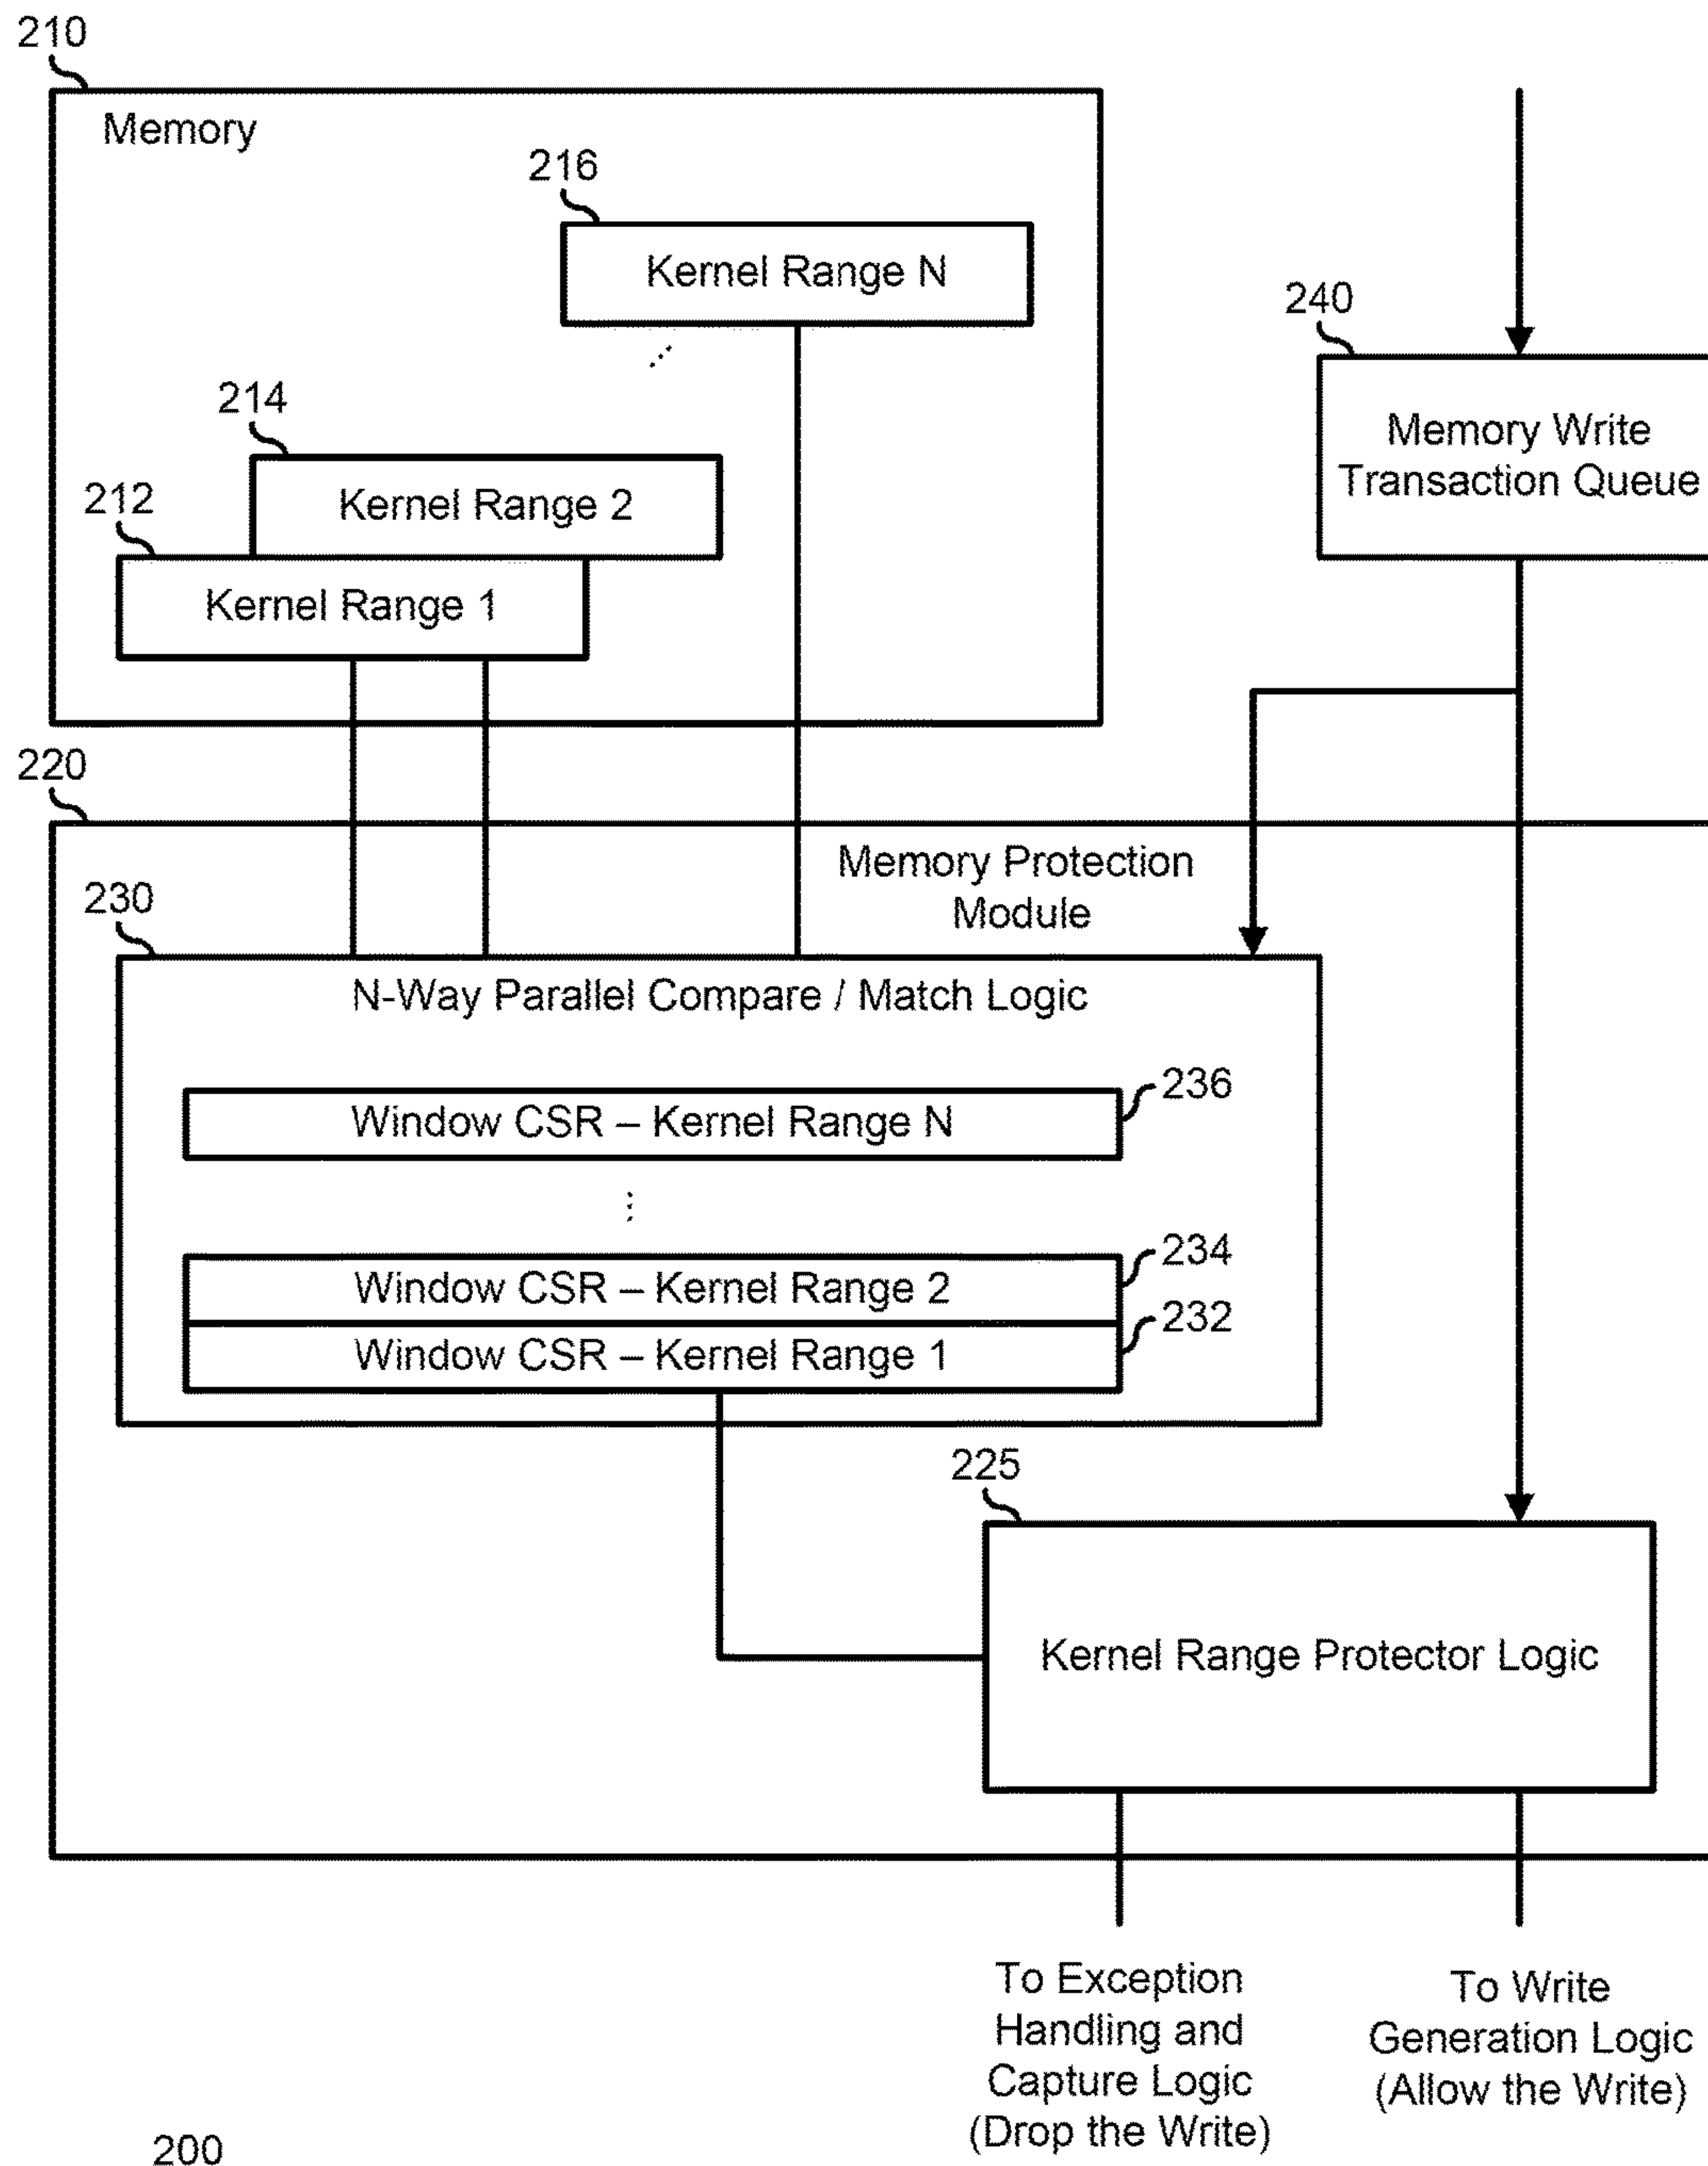 210
Memory
216
Kernel Range N
240
Memory Write
Transaction Queue
214
Kernel Range 2
212
Kernel Range 1
220
Memory Protection
Module
230
N-Way Parallel Compare / Match Logic
236
Window CSR – Kernel Range N
234
Window CSR – Kernel Range 2
232
Window CSR – Kernel Range 1
225
Kernel Range Protector Logic
To Exception
Handling and
Capture Logic
(Drop the Write)
To Write
Generation Logic
(Allow the Write)
200